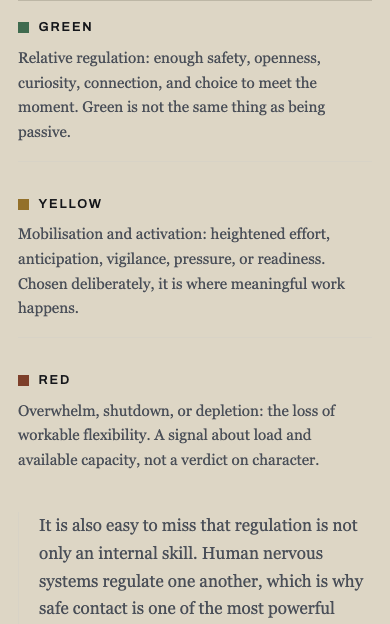 GREEN
Relative regulation: enough safety, openness,
curiosity, connection, and choice to meet the
moment. Green is not the same thing as being
passive.
YELLOW
Mobilisation and activation: heightened effort,
anticipation, vigilance, pressure, or readiness.
Chosen deliberately, it is where meaningful work
happens.
RED
Overwhelm, shutdown, or depletion: the loss of
workable flexibility. A signal about load and
available capacity, not a verdict on character.
It is also easy to miss that regulation is not
only an internal skill. Human nervous
systems regulate one another, which is why
safe contact is one of the most powerful